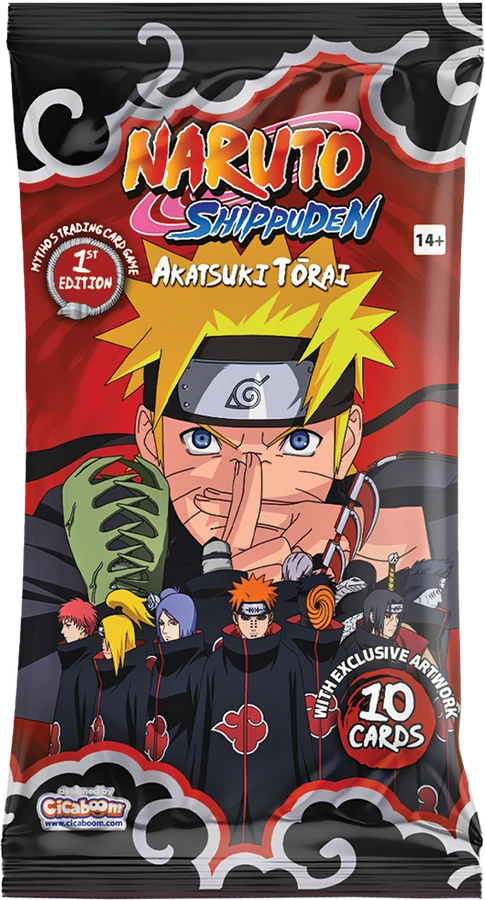 NARUTO
SHIPPUDEN
14+
MYTHOS TRADING CARD GAME
1ST
EDITION
AKATSUKI TŌRAI
WITH EXCLUSIVE ARTWORK
10
CARDS
designed by
Cicaboom™
www.cicaboom.com